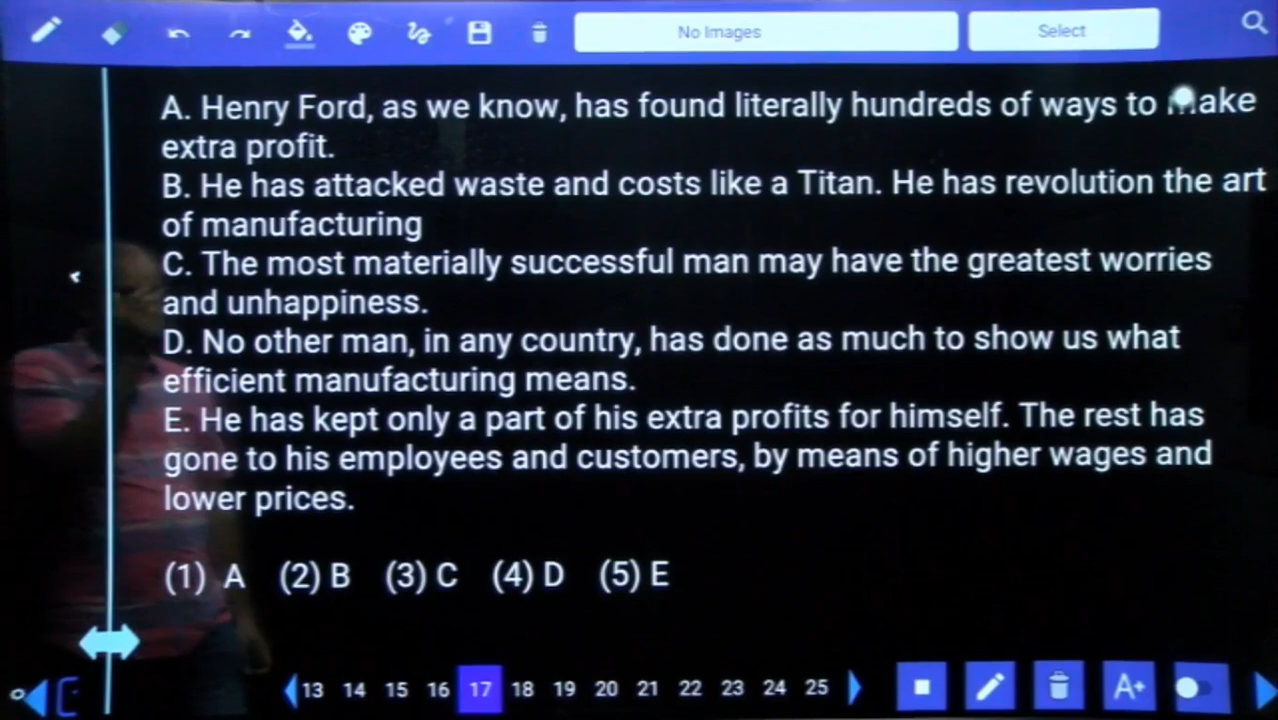 No Images
Select
A. Henry Ford, as we know, has found literally hundreds of ways to make
extra profit.
B. He has attacked waste and costs like a Titan. He has revolution the art
of manufacturing
C. The most materially successful man may have the greatest worries
and unhappiness.
D. No other man, in any country, has done as much to show us what
efficient manufacturing means.
E. He has kept only a part of his extra profits for himself. The rest has
gone to his employees and customers, by means of higher wages and
lower prices.
(1) A (2) B (3) C (4) D (5) E
13 14 15 16 17 18 19 20 21 22 23 24 25
A+